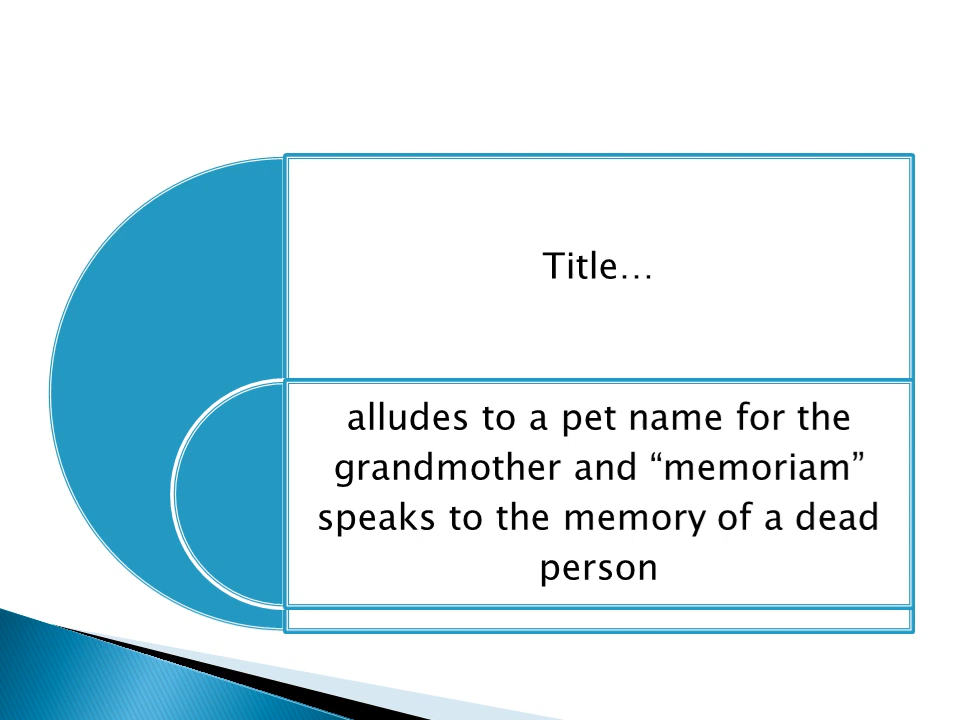 Title…
alludes to a pet name for the
grandmother and “memoriam”
speaks to the memory of a dead
person